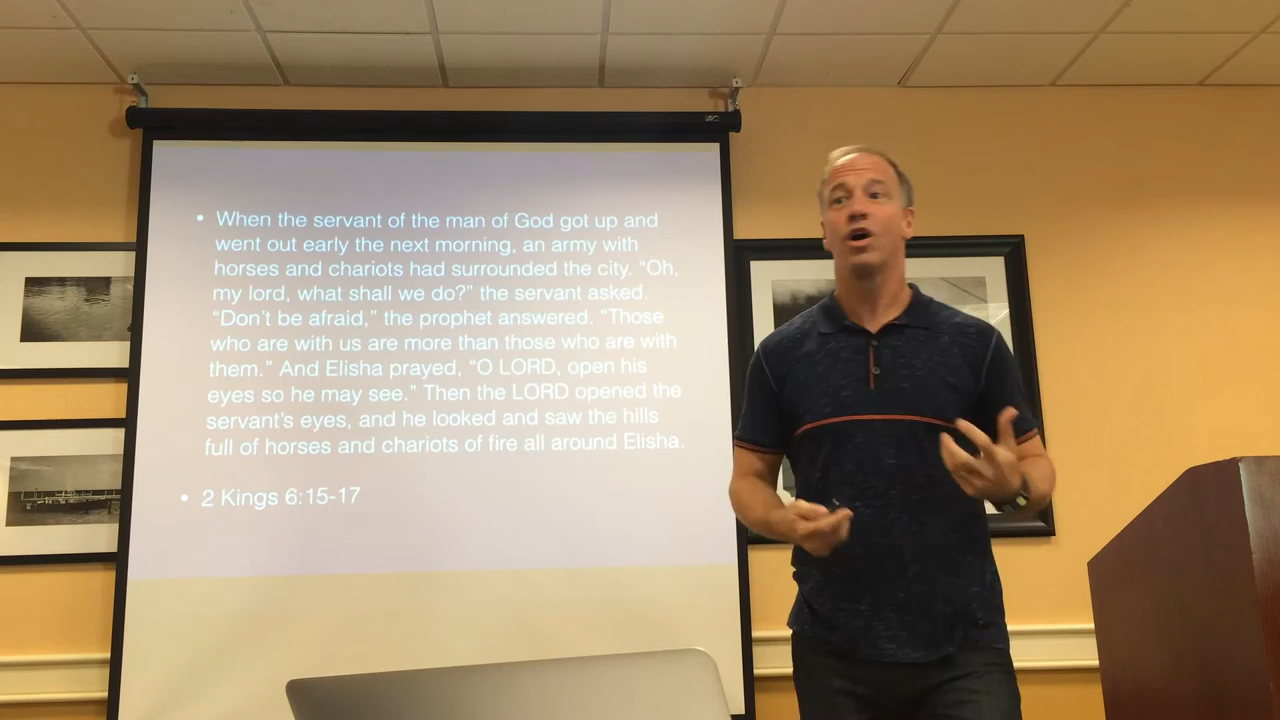 • When the servant of the man of God got up and
went out early the next morning, an army with
horses and chariots had surrounded the city. “Oh,
my lord, what shall we do?” the servant asked.
“Don’t be afraid,” the prophet answered. “Those
who are with us are more than those who are with
them.” And Elisha prayed, “O LORD, open his
eyes so he may see.” Then the LORD opened the
servant’s eyes, and he looked and saw the hills
full of horses and chariots of fire all around Elisha.
• 2 Kings 6:15-17